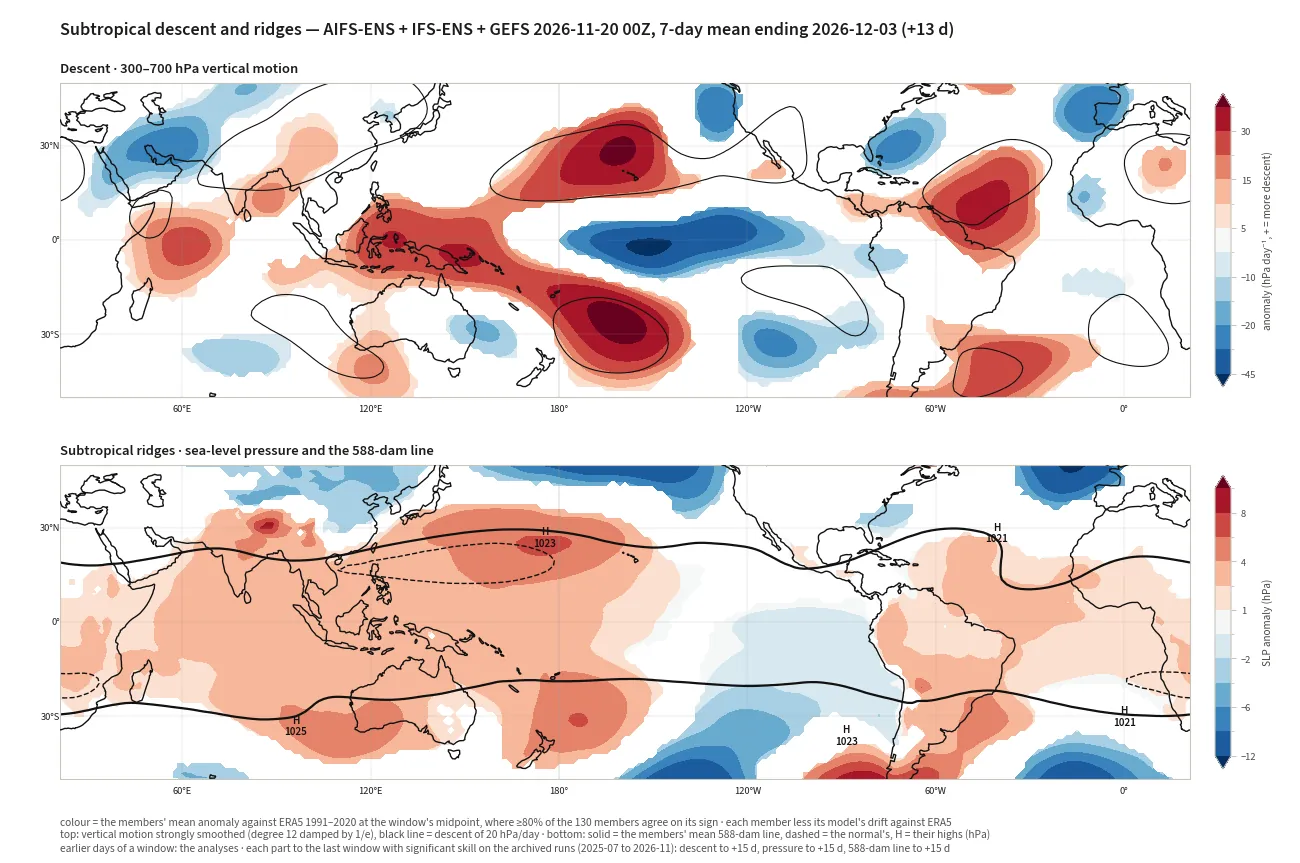 Subtropical descent and ridges — AIFS-ENS + IFS-ENS + GEFS 2026-11-20 00Z, 7-day mean ending 2026-12-03 (+13 d)
Descent · 300–700 hPa vertical motion
30°N
0°
30°S
60°E
120°E
180°
120°W
60°W
0°
30
15
5
−10
−20
−45
anomaly (hPa day⁻¹, + = more descent)
Subtropical ridges · sea-level pressure and the 588-dam line
30°N
0°
30°S
H
1023
H
1021
H
1025
H
1023
H
1021
60°E
120°E
180°
120°W
60°W
0°
8
4
1
−2
−6
−12
SLP anomaly (hPa)
colour = the members' mean anomaly against ERA5 1991–2020 at the window's midpoint, where ≥80% of the 130 members agree on its sign · each member less its model's drift against ERA5
top: vertical motion strongly smoothed (degree 12 damped by 1/e), black line = descent of 20 hPa/day · bottom: solid = the members' mean 588-dam line, dashed = the normal's, H = their highs (hPa)
earlier days of a window: the analyses · each part to the last window with significant skill on the archived runs (2025-07 to 2026-11): descent to +15 d, pressure to +15 d, 588-dam line to +15 d